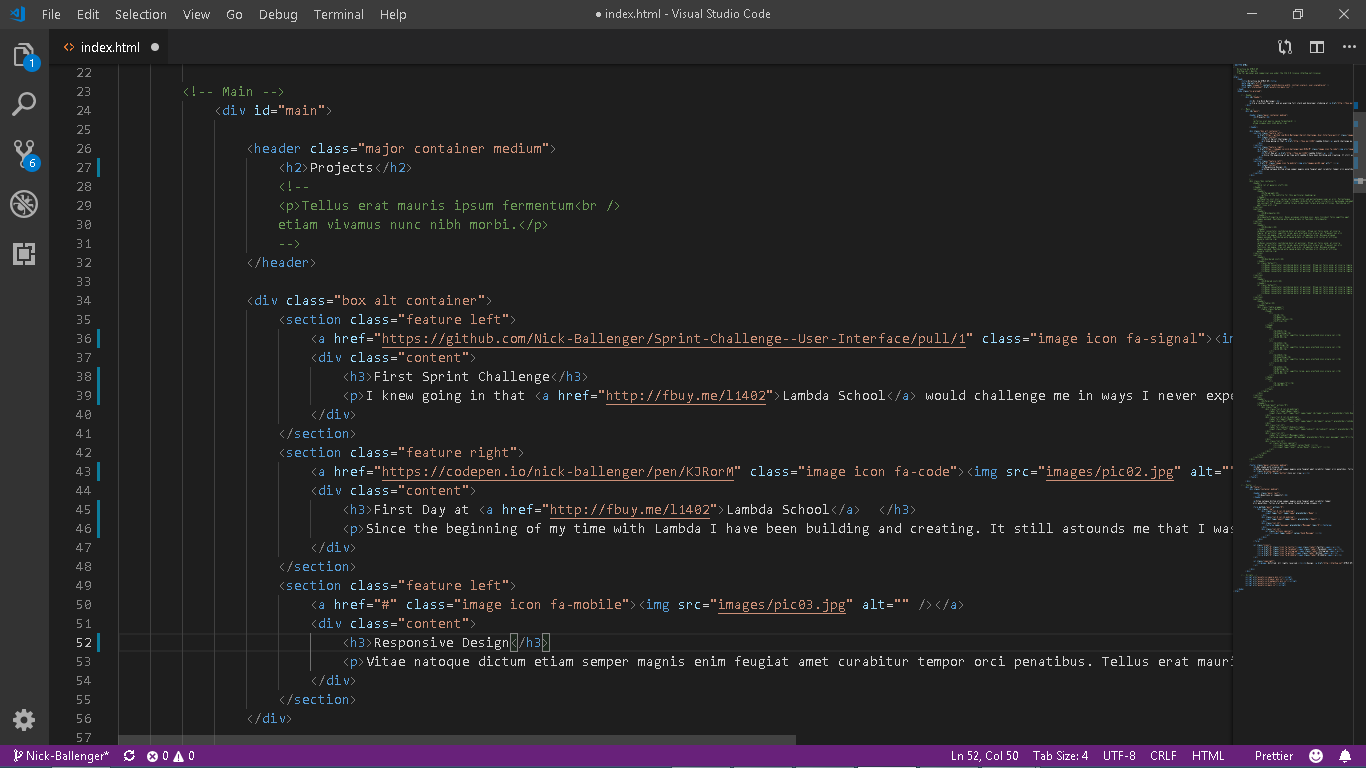 File Edit Selection View Go Debug Terminal Help ● index.html - Visual Studio Code
<> index.html ●
1
6
22
23 <!-- Main -->
24 <div id="main">
25
26 <header class="major container medium">
27 <h2>Projects</h2>
28 <!--
29 <p>Tellus erat mauris ipsum fermentum<br />
30 etiam vivamus nunc nibh morbi.</p>
31 -->
32 </header>
33
34 <div class="box alt container">
35 <section class="feature left">
36 <a href="https://github.com/Nick-Ballenger/Sprint-Challenge--User-Interface/pull/1" class="image icon fa-signal"><im
37 <div class="content">
38 <h3>First Sprint Challenge</h3>
39 <p>I knew going in that <a href="http://fbuy.me/l1402">Lambda School</a> would challenge me in ways I never expe
40 </div>
41 </section>
42 <section class="feature right">
43 <a href="https://codepen.io/nick-ballenger/pen/KJRorM" class="image icon fa-code"><img src="images/pic02.jpg" alt=""
44 <div class="content">
45 <h3>First Day at <a href="http://fbuy.me/l1402">Lambda School</a>  </h3>
46 <p>Since the beginning of my time with Lambda I have been building and creating. It still astounds me that I was
47 </div>
48 </section>
49 <section class="feature left">
50 <a href="#" class="image icon fa-mobile"><img src="images/pic03.jpg" alt="" /></a>
51 <div class="content">
52 <h3>Responsive Design</h3>
53 <p>Vitae natoque dictum etiam semper magnis enim feugiat amet curabitur tempor orci penatibus. Tellus erat mauri
54 </div>
55 </section>
56 </div>
57
Nick-Ballenger* 0 0 Ln 52, Col 50 Tab Size: 4 UTF-8 CRLF HTML Prettier